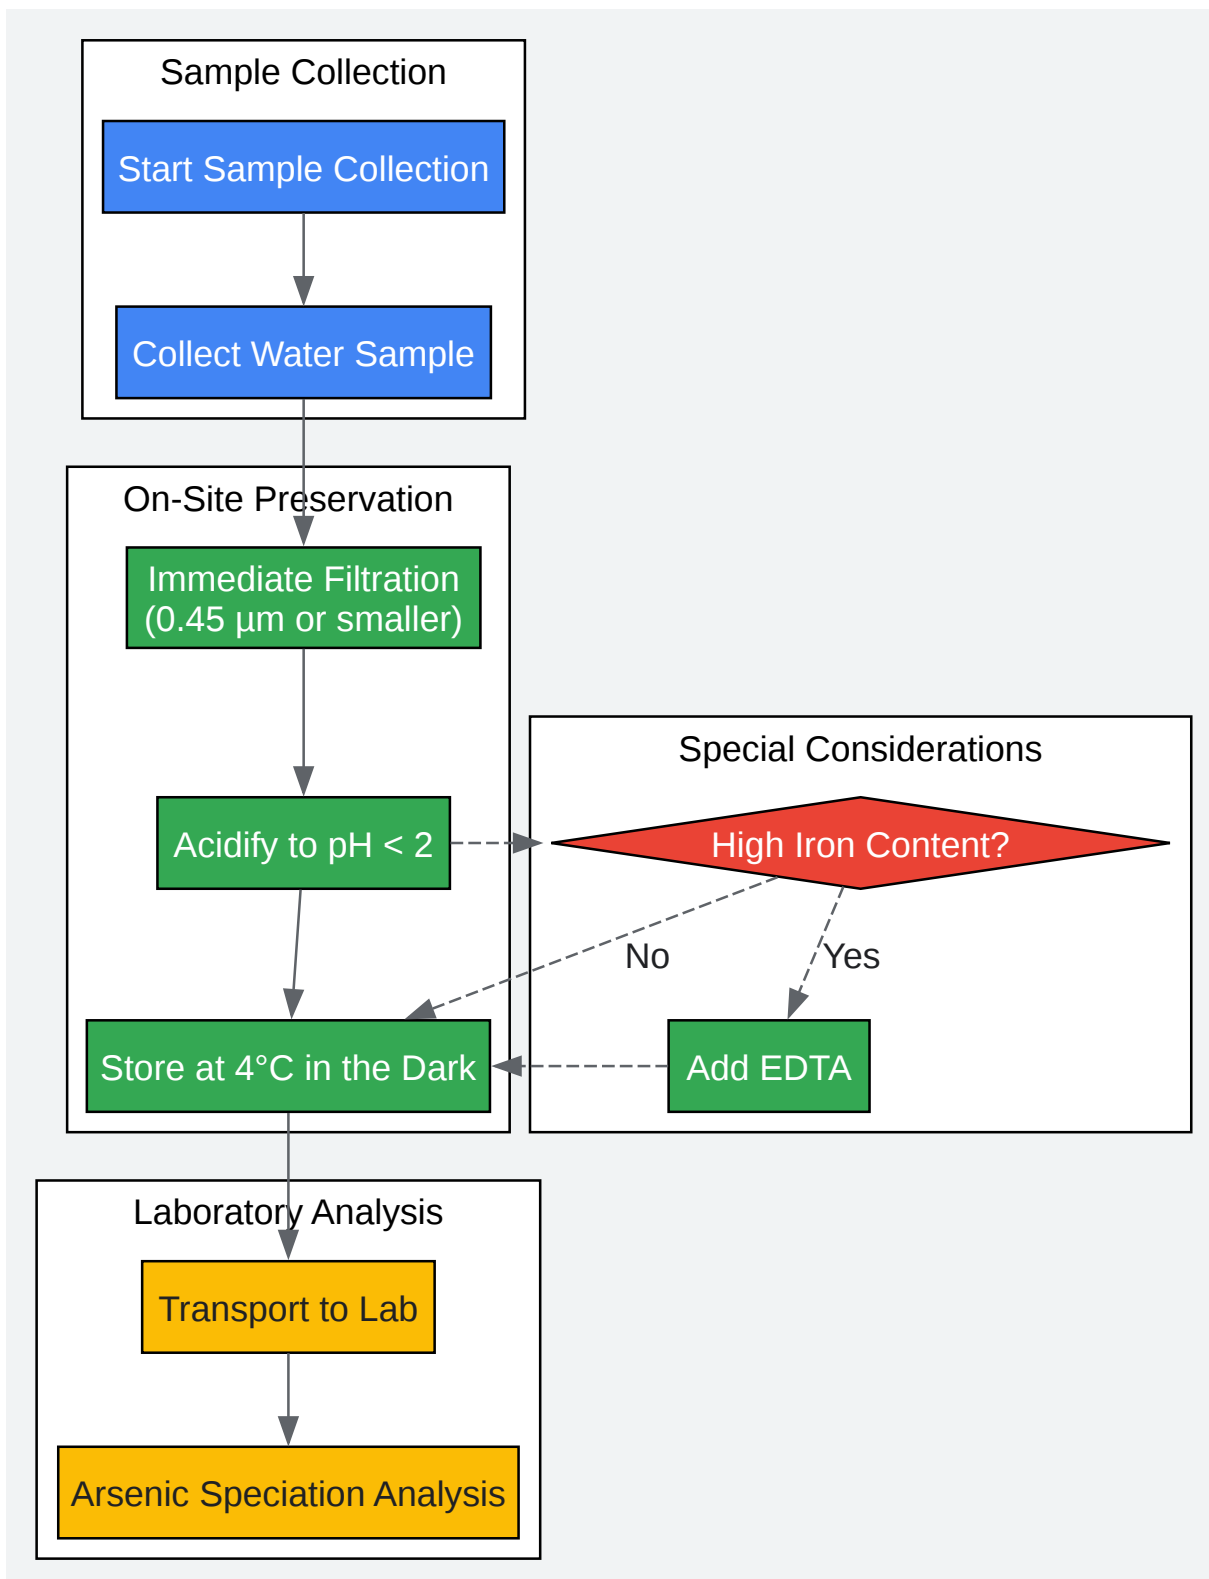 Sample Collection
Start Sample Collection
Collect Water Sample
On-Site Preservation
Immediate Filtration
(0.45 µm or smaller)
Special Considerations
Acidify to pH < 2
High Iron Content?
No
Yes
Store at 4°C in the Dark
Add EDTA
Laboratory Analysis
Transport to Lab
Arsenic Speciation Analysis